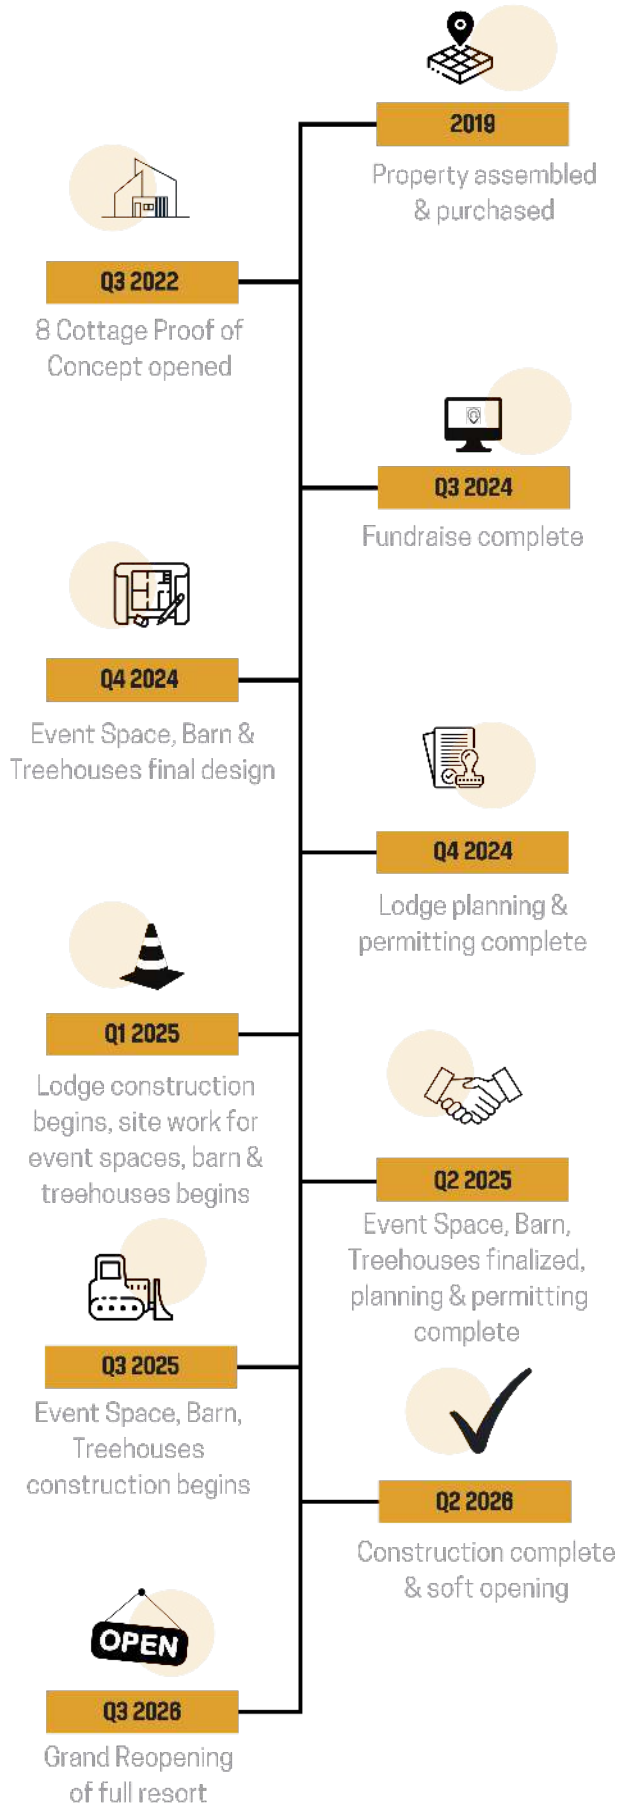 2019
Property assembled
& purchased
Q3 2022
8 Cottage Proof of
Concept opened
Q3 2024
Fundraise complete
Q4 2024
Event Space, Barn &
Treehouses final design
Q4 2024
Lodge planning &
permitting complete
Q1 2025
Lodge construction
begins, site work for
event spaces, barn &
treehouses begins
Q2 2025
Event Space, Barn,
Treehouses finalized,
planning & permitting
complete
Q3 2025
Event Space, Barn,
Treehouses
construction begins
Q2 2026
Construction complete
& soft opening
OPEN
Q3 2026
Grand Reopening
of full resort